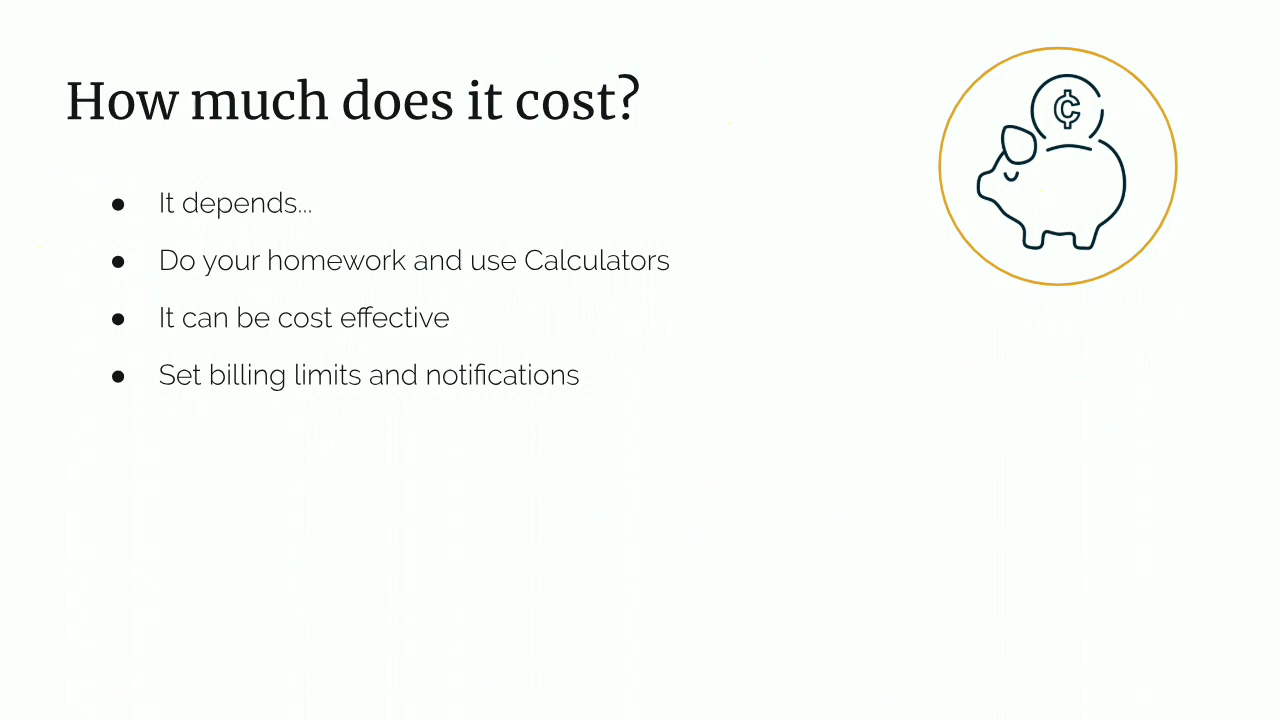 How much does it cost?
¢
● It depends...
● Do your homework and use Calculators
● It can be cost effective
● Set billing limits and notifications